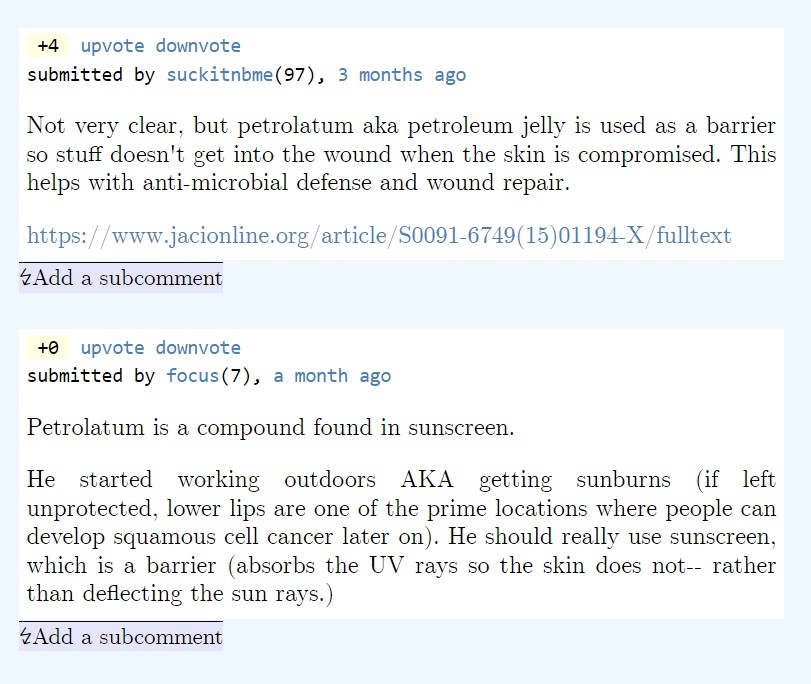 +4 upvote downvote
submitted by suckitnbme(97), 3 months ago
Not very clear, but petrolatum aka petroleum jelly is used as a barrier
so stuff doesn't get into the wound when the skin is compromised. This
helps with anti-microbial defense and wound repair.
https://www.jacionline.org/article/S0091-6749(15)01194-X/fulltext
↯Add a subcomment
+0 upvote downvote
submitted by focus(7), a month ago
Petrolatum is a compound found in sunscreen.
He started working outdoors AKA getting sunburns (if left
unprotected, lower lips are one of the prime locations where people can
develop squamous cell cancer later on). He should really use sunscreen,
which is a barrier (absorbs the UV rays so the skin does not-- rather
than deflecting the sun rays.)
↯Add a subcomment